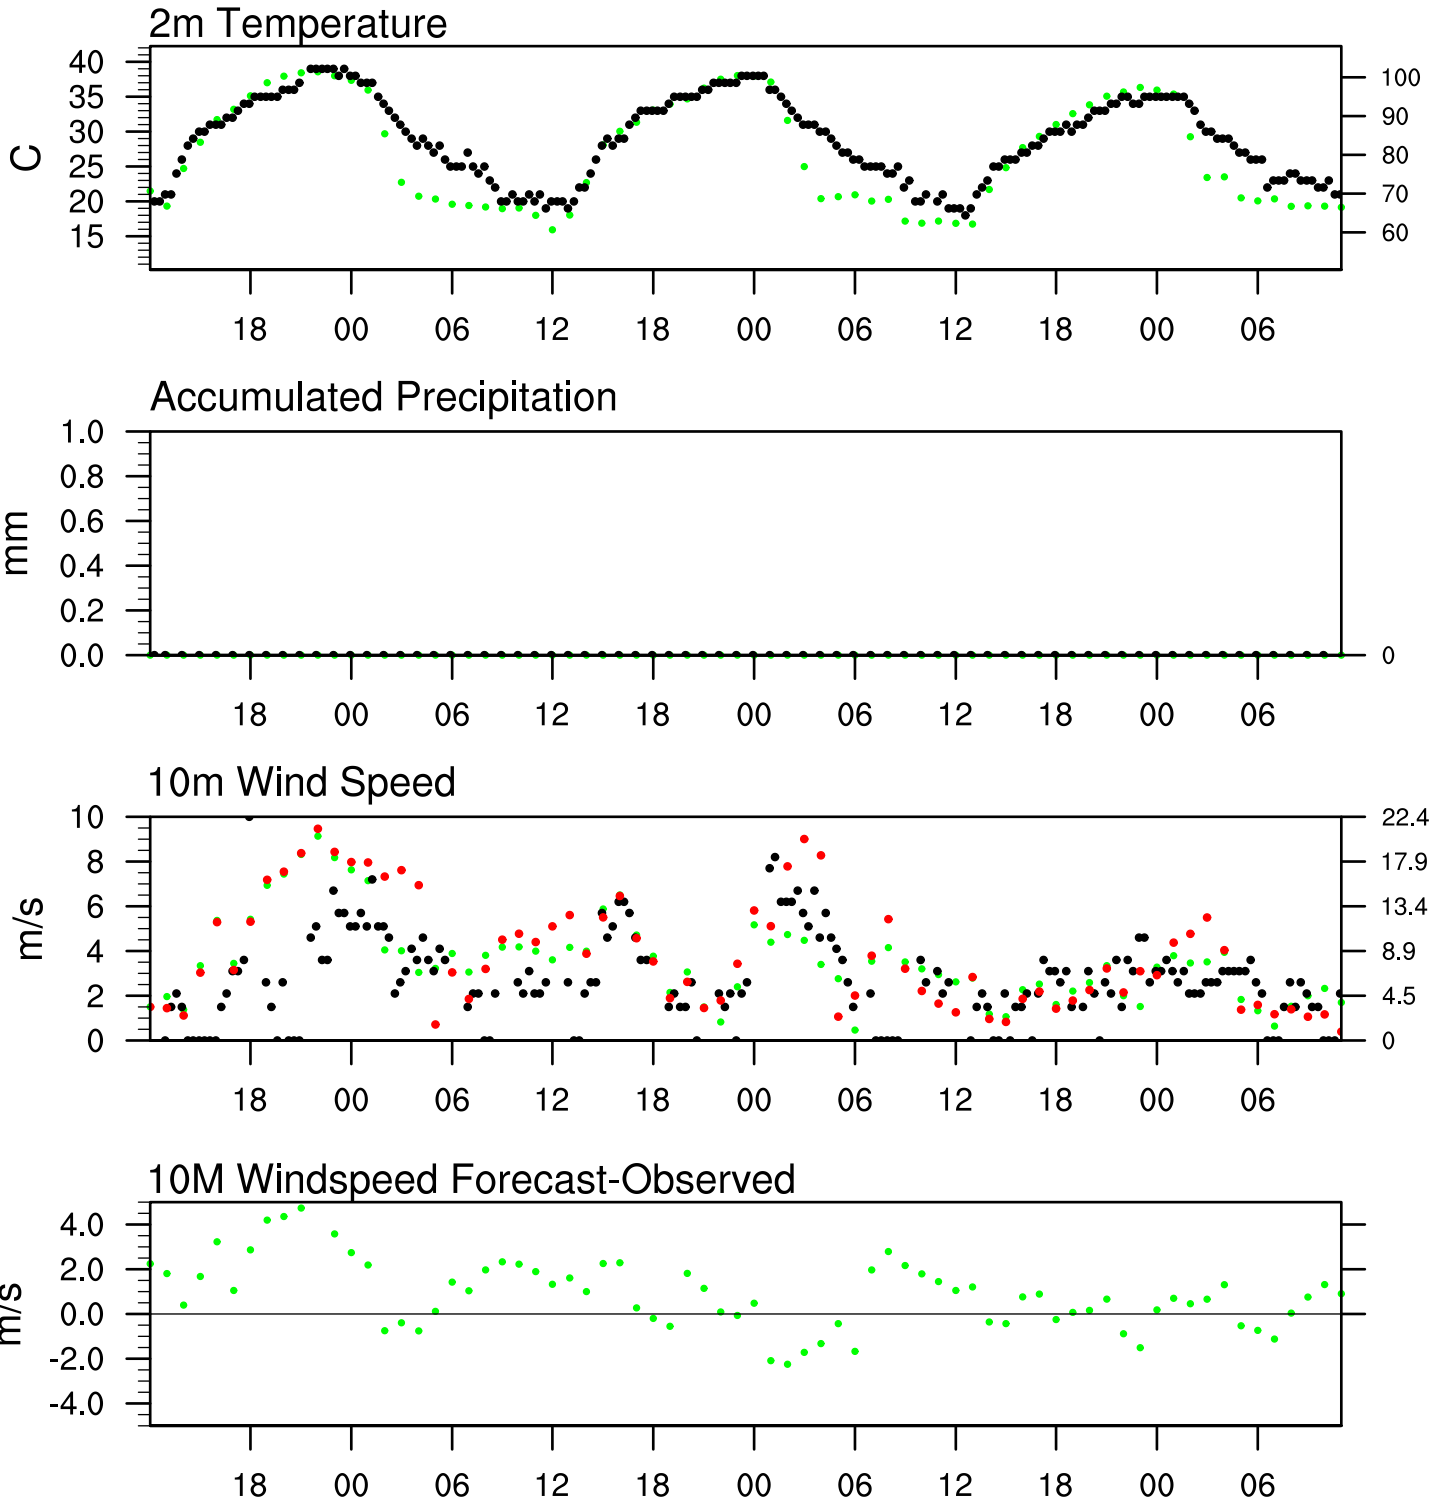 2m Temperature
40
35
30
25
20
15
C
100
90
80
70
60
18 00 06 12 18 00 06 12 18 00 06
Accumulated Precipitation
1.0
0.8
0.6
0.4
0.2
0.0
mm
0
18 00 06 12 18 00 06 12 18 00 06
10m Wind Speed
10
8
6
4
2
0
m/s
22.4
17.9
13.4
8.9
4.5
0
18 00 06 12 18 00 06 12 18 00 06
10M Windspeed Forecast-Observed
4.0
2.0
0.0
-2.0
-4.0
m/s
18 00 06 12 18 00 06 12 18 00 06